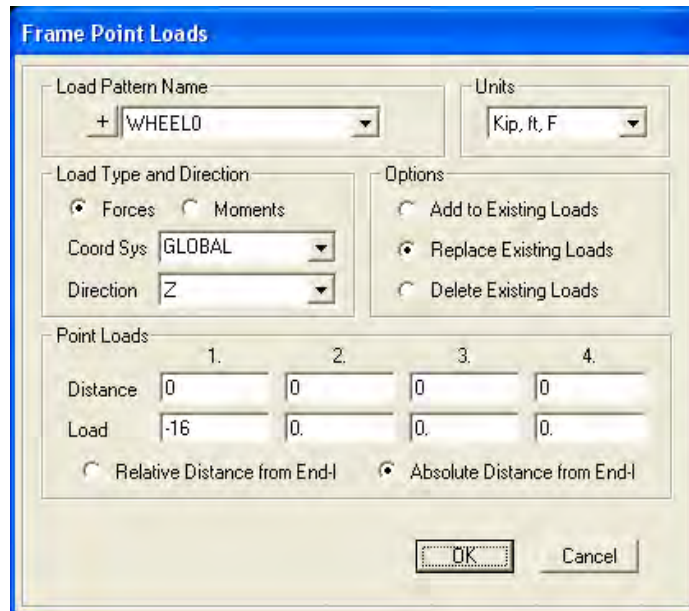 Frame Point Loads
Load Pattern Name
+ WHEEL0
Units
Kip, ft, F
Load Type and Direction
Forces Moments
Coord Sys GLOBAL
Direction Z
Options
Add to Existing Loads
Replace Existing Loads
Delete Existing Loads
Point Loads
1. 2. 3. 4.
Distance 0 0 0 0
Load -16 0. 0. 0.
Relative Distance from End-I Absolute Distance from End-I
OK Cancel